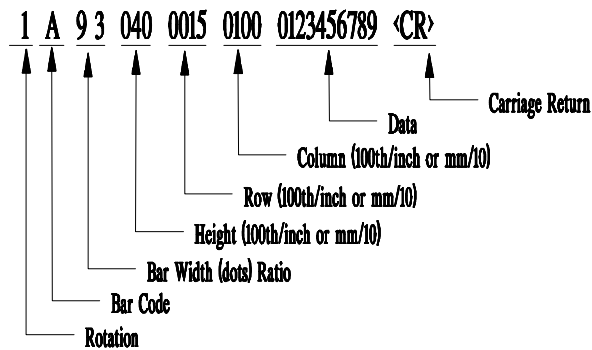 1 A 9 3 040 0015 0100 0123456789 <CR>
Carriage Return
Data
Column (100th/inch or mm/10)
Row (100th/inch or mm/10)
Height (100th/inch or mm/10)
Bar Width (dots) Ratio
Bar Code
Rotation